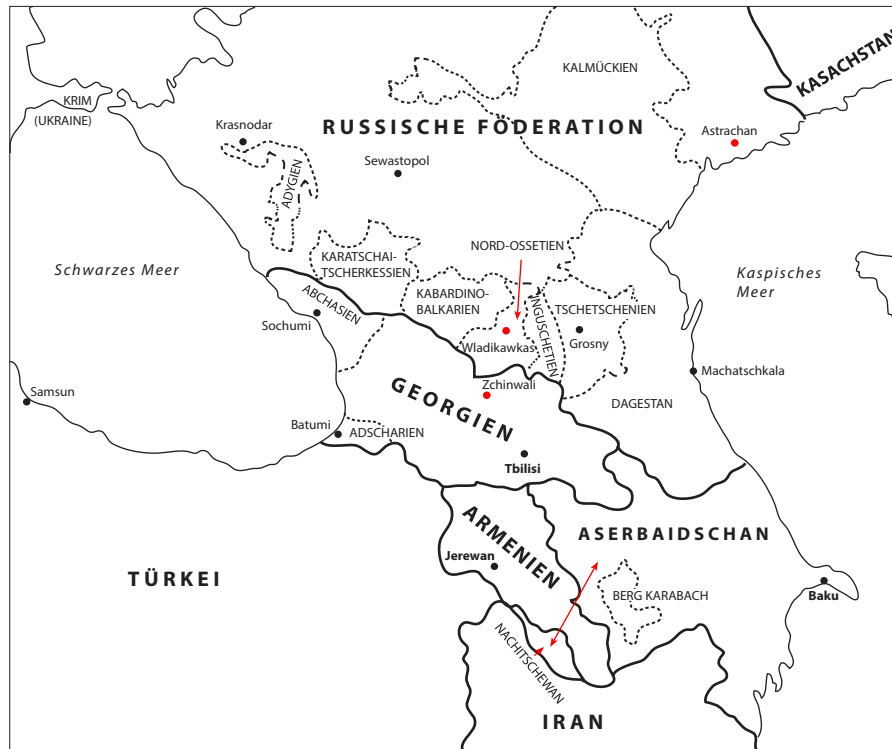 KALMÜCKIEN
KASACHSTAN
KRIM
(UKRAINE)
Krasnodar
RUSSISCHE FÖDERATION
Astrachan
Sewastopol
ADYGIEN
NORD-OSSETIEN
KARATSCHAI-
TSCHERKESSIEN
Schwarzes Meer
Kaspisches
Meer
ABCHASIEN
KABARDINO-
BALKARIEN
INGUSCHETIEN
TSCHETSCHENIEN
Sochumi
Wladikawkas
Grosny
Machatschkala
Zchinwali
Samsun
GEORGIEN
DAGESTAN
Batumi
ADSCHARIEN
Tbilisi
ARMENIEN
ASERBAIDSCHAN
Jerewan
TÜRKEI
BERG KARABACH
Baku
NACHITSCHEWAN
IRAN